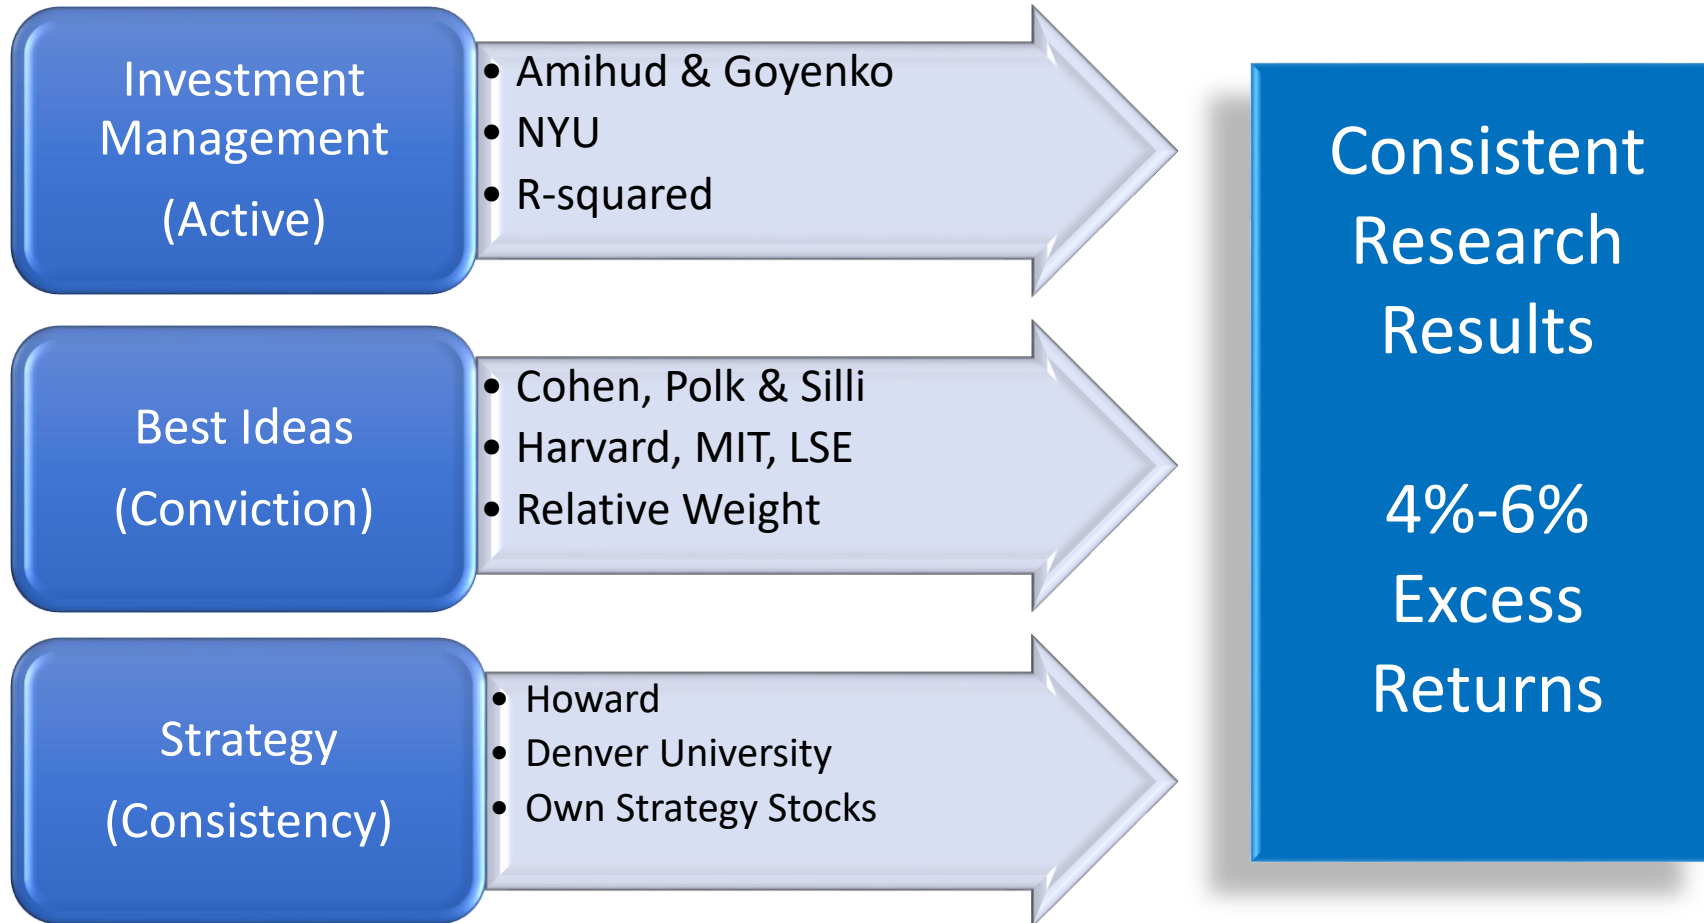 Investment
Management
(Active)
• Amihud & Goyenko
• NYU
• R-squared
Best Ideas
(Conviction)
• Cohen, Polk & Silli
• Harvard, MIT, LSE
• Relative Weight
Strategy
(Consistency)
• Howard
• Denver University
• Own Strategy Stocks
Consistent
Research
Results
4%-6%
Excess
Returns